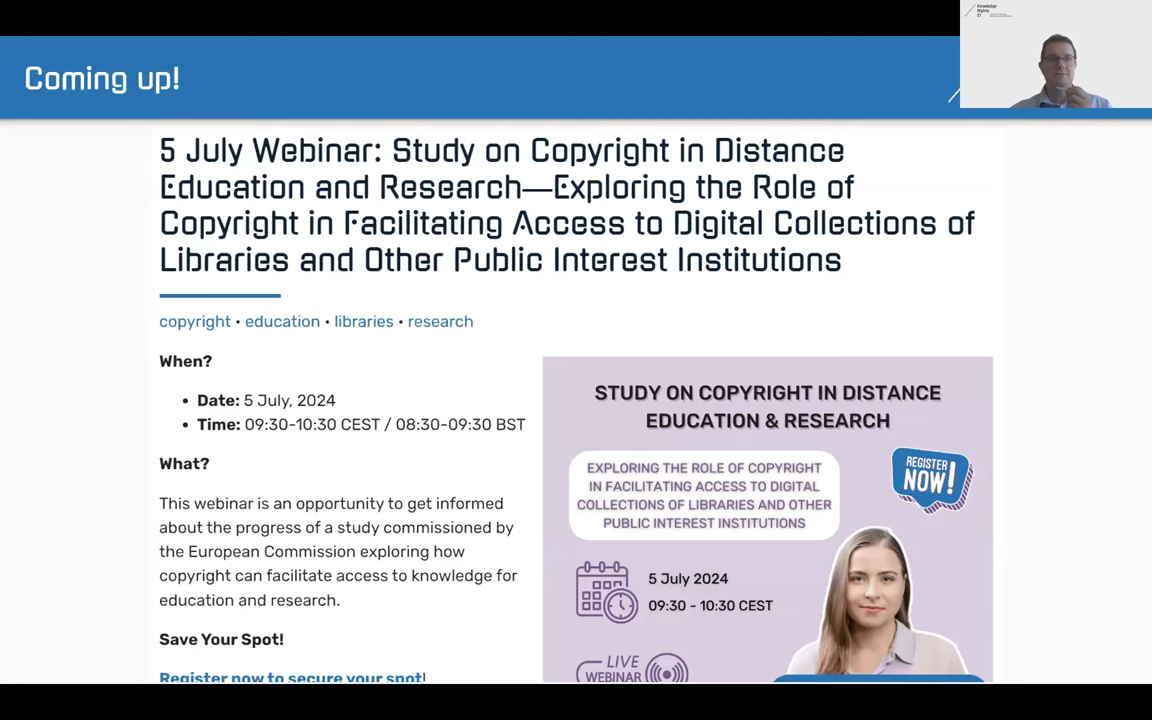 Knowledge
Rights
21
Coming up!
5 July Webinar: Study on Copyright in Distance
Education and Research—Exploring the Role of
Copyright in Facilitating Access to Digital Collections of
Libraries and Other Public Interest Institutions
copyright • education • libraries • research
When?
• Date: 5 July, 2024
• Time: 09:30-10:30 CEST / 08:30-09:30 BST
What?
This webinar is an opportunity to get informed
about the progress of a study commissioned by
the European Commission exploring how
copyright can facilitate access to knowledge for
education and research.
Save Your Spot!
Register now to secure your spot!
STUDY ON COPYRIGHT IN DISTANCE
EDUCATION & RESEARCH
EXPLORING THE ROLE OF COPYRIGHT
IN FACILITATING ACCESS TO DIGITAL
COLLECTIONS OF LIBRARIES AND OTHER
PUBLIC INTEREST INSTITUTIONS
REGISTER
NOW!
5 July 2024
09:30 - 10:30 CEST
LIVE
WEBINAR